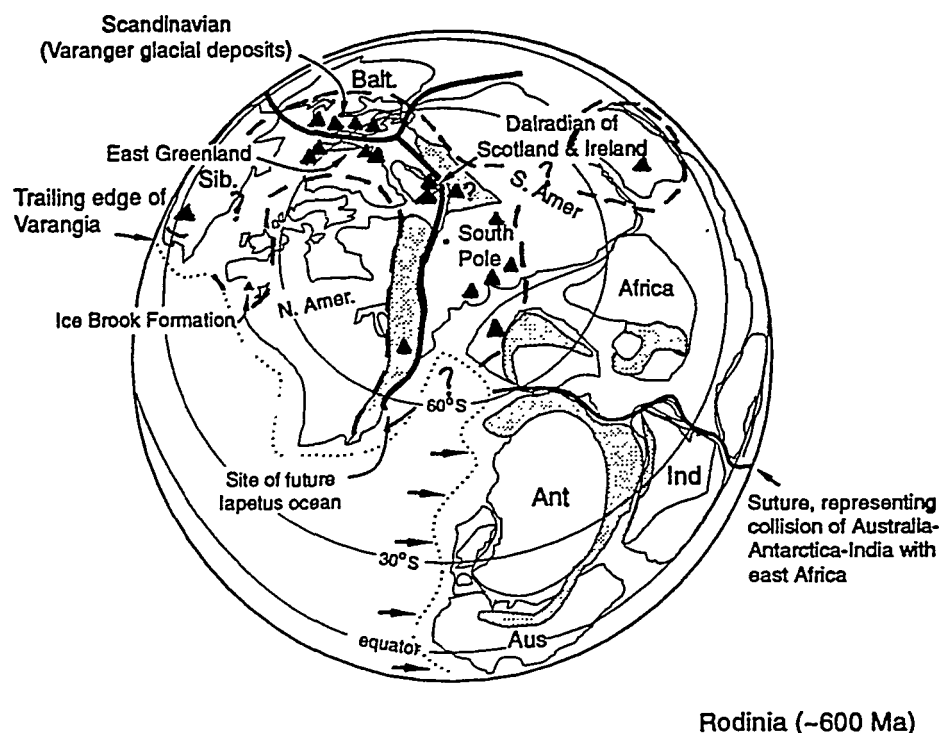 Scandinavian
(Varanger glacial deposits)
Balt.
Dalradian of
Scotland & Ireland
East Greenland
Sib.
?
?
?
S. Amer
Trailing edge of
Varangia
South
Pole
Africa
N. Amer.
Ice Brook Formation
?
60°S
Site of future
Iapetus ocean
Ant
Ind
Suture, representing
collision of Australia-
Antarctica-India with
east Africa
30°S
equator
Aus
Rodinia (~600 Ma)